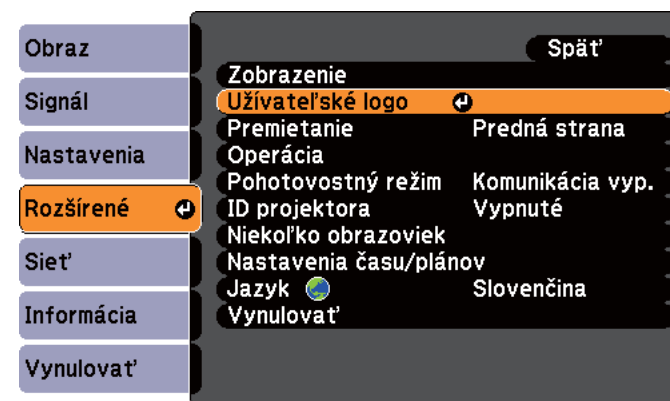 Obraz
Signál
Nastavenia
Rozšírené
Sieť
Informácia
Vynulovať
Späť
Zobrazenie
Užívateľské logo
Premietanie Predná strana
Operácia
Pohotovostný režim Komunikácia vyp.
ID projektora Vypnuté
Niekoľko obrazoviek
Nastavenia času/plánov
Jazyk Slovenčina
Vynulovať